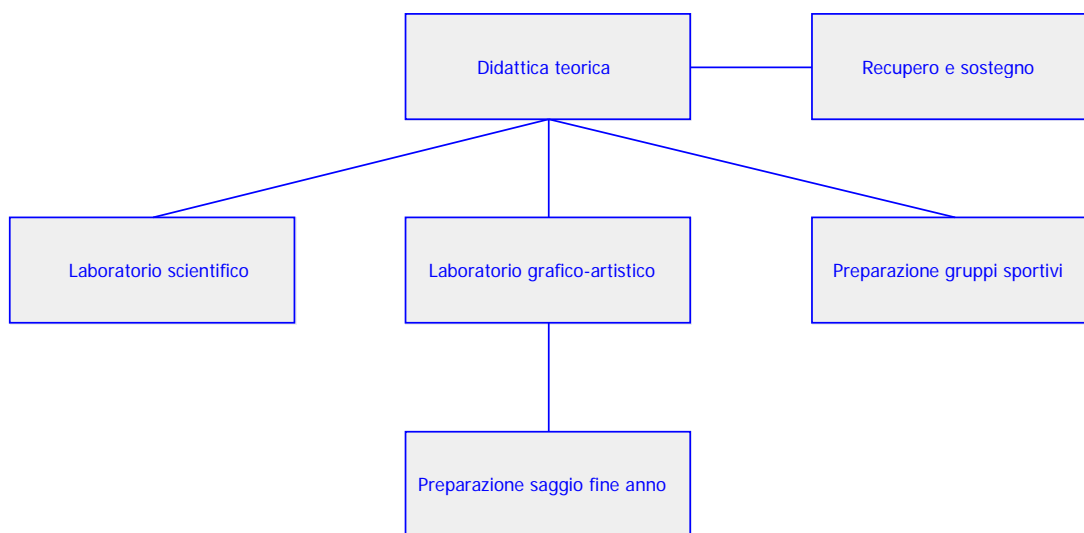 Didattica teorica
Recupero e sostegno
Laboratorio scientifico
Laboratorio grafico-artistico
Preparazione gruppi sportivi
Preparazione saggio fine anno